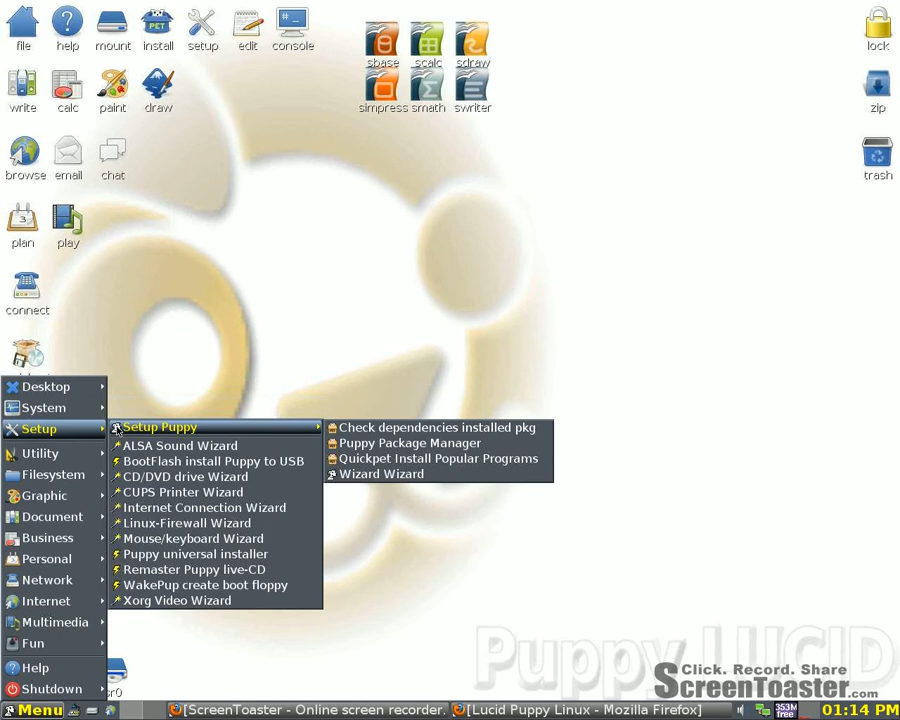 file help mount install setup edit console
sbase scalc sdraw
lock
PET
write calc paint draw
simpress smath swriter
zip
browse email chat
trash
3
plan play
connect
Desktop
System
Setup
Utility
Filesystem
Graphic
Document
Business
Personal
Network
Internet
Multimedia
Fun
Help
Shutdown
Setup Puppy
ALSA Sound Wizard
BootFlash install Puppy to USB
CD/DVD drive Wizard
CUPS Printer Wizard
Internet Connection Wizard
Linux-Firewall Wizard
Mouse/keyboard Wizard
Puppy universal installer
Remaster Puppy live-CD
WakePup create boot floppy
Xorg Video Wizard
Check dependencies installed pkg
Puppy Package Manager
Quickpet Install Popular Programs
Wizard Wizard
Puppy LUCID
Click. Record. Share
ScreenToaster.com
Menu [ScreenToaster - Online screen recorder. [Lucid Puppy Linux - Mozilla Firefox] 353M free 01:14 PM